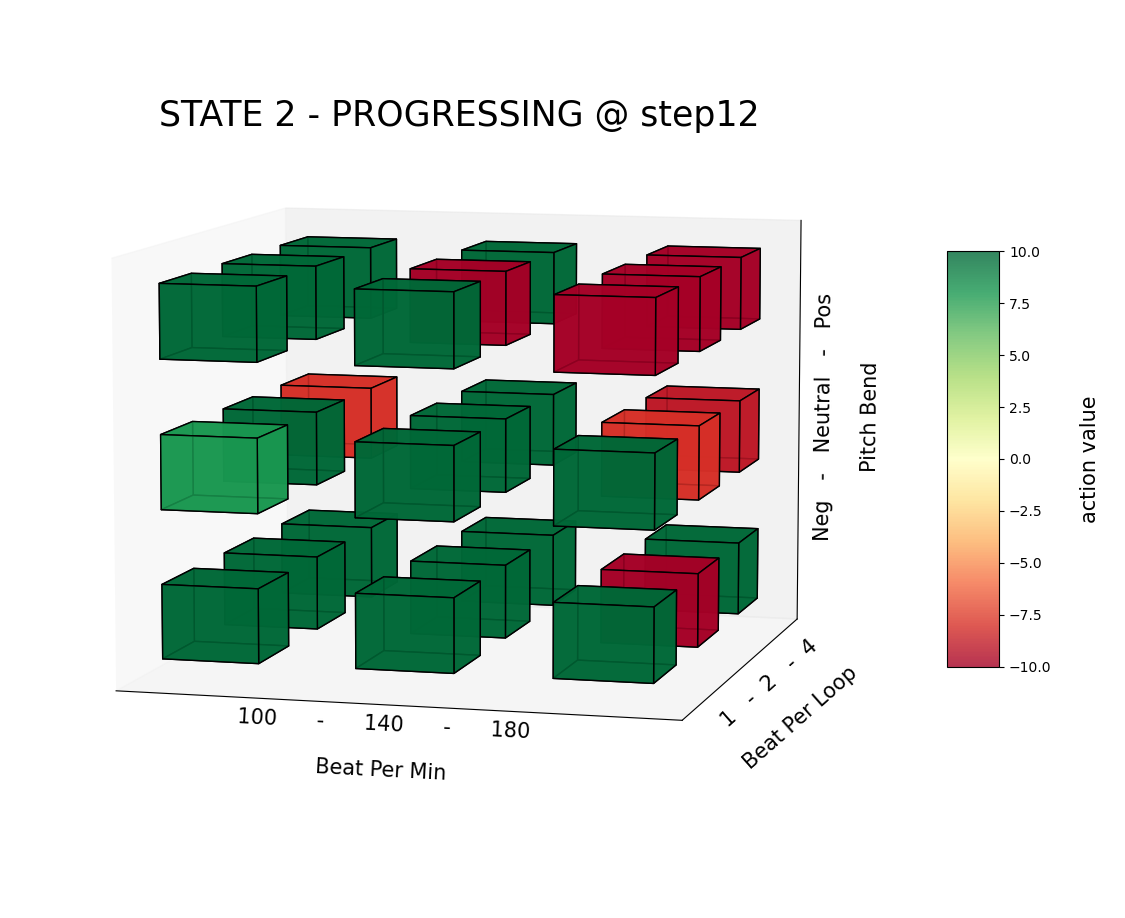 STATE 2 - PROGRESSING @ step12
Neg - Neutral - Pos
Pitch Bend
100 - 140 - 180
Beat Per Min
1 - 2 - 4
Beat Per Loop
10.0
7.5
5.0
2.5
0.0
−2.5
−5.0
−7.5
−10.0
action value